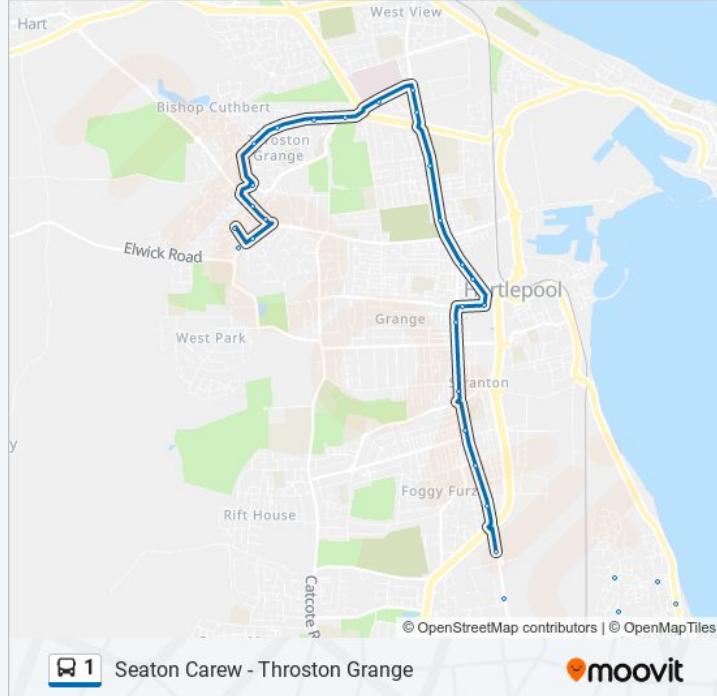 Hart
West View
Bishop Cuthbert
Throston
Grange
Elwick Road
Hartlepool
Grange
West Park
Stranton
y
Foggy Furz
Rift House
Catcote R
© OpenStreetMap contributors | © OpenMapTiles
1 Seaton Carew - Throston Grange
moovit